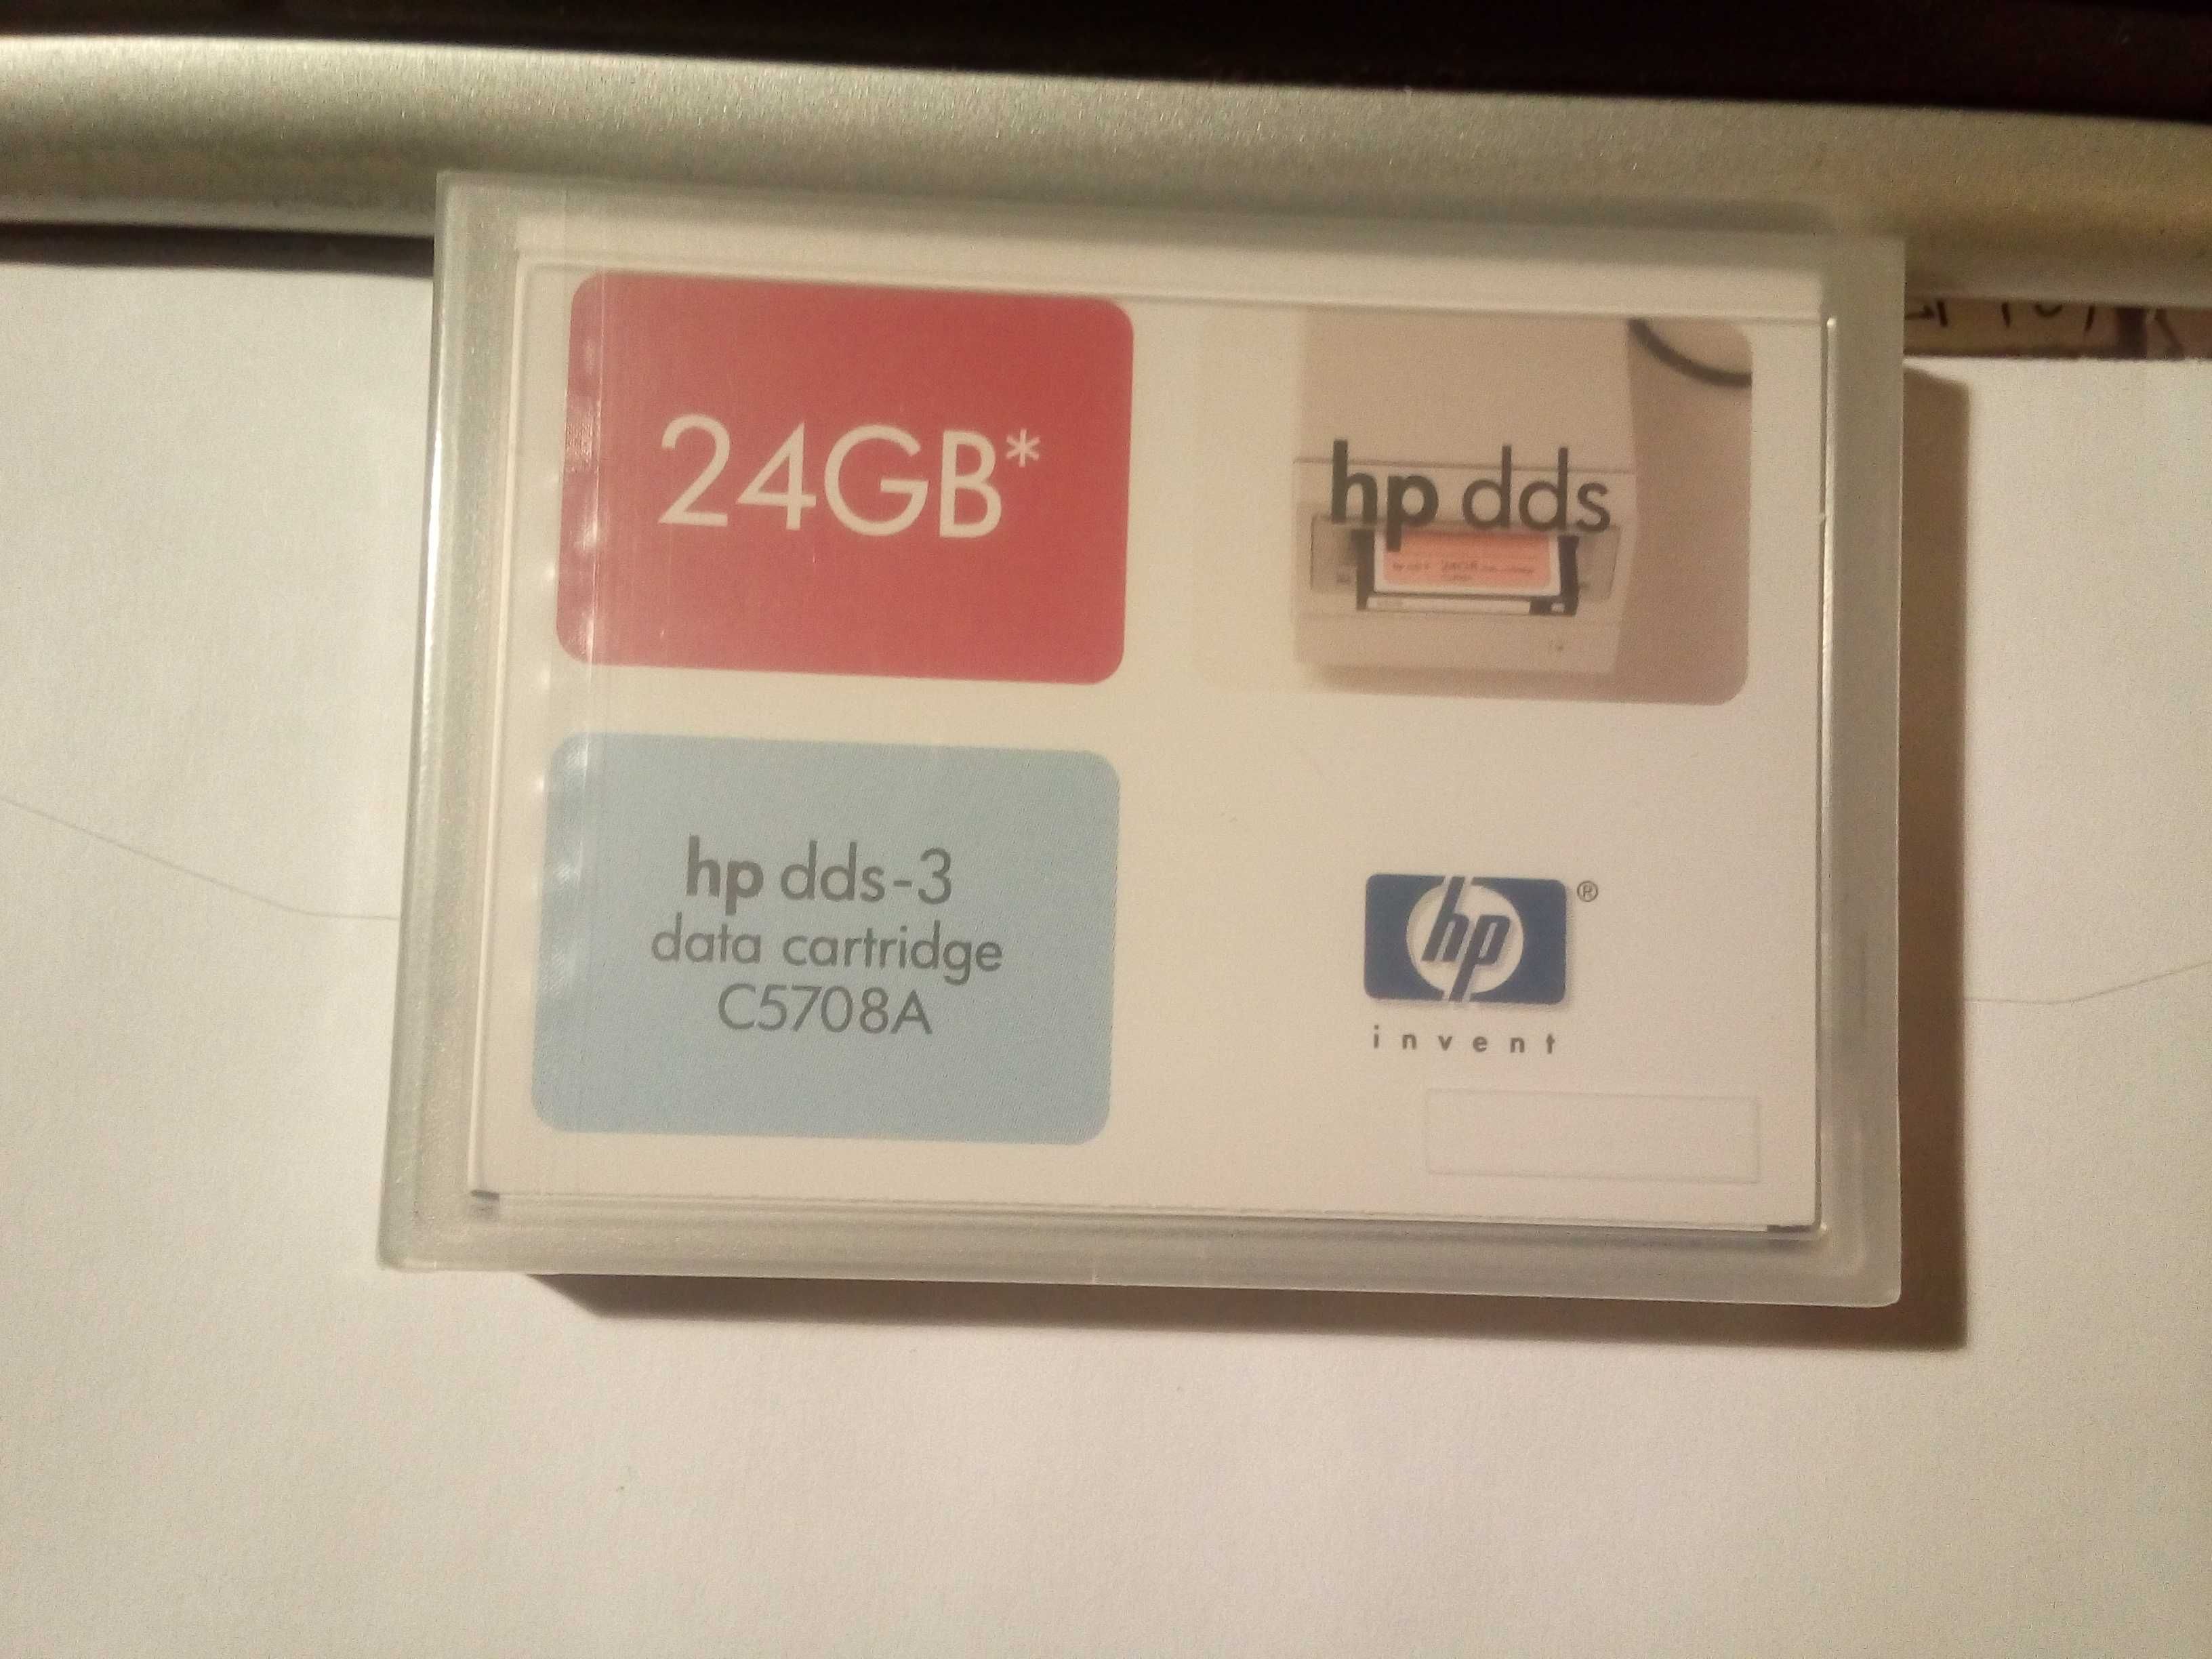 24GB*
hp dds
hp dds-3
data cartridge
C5708A
hp ®
invent